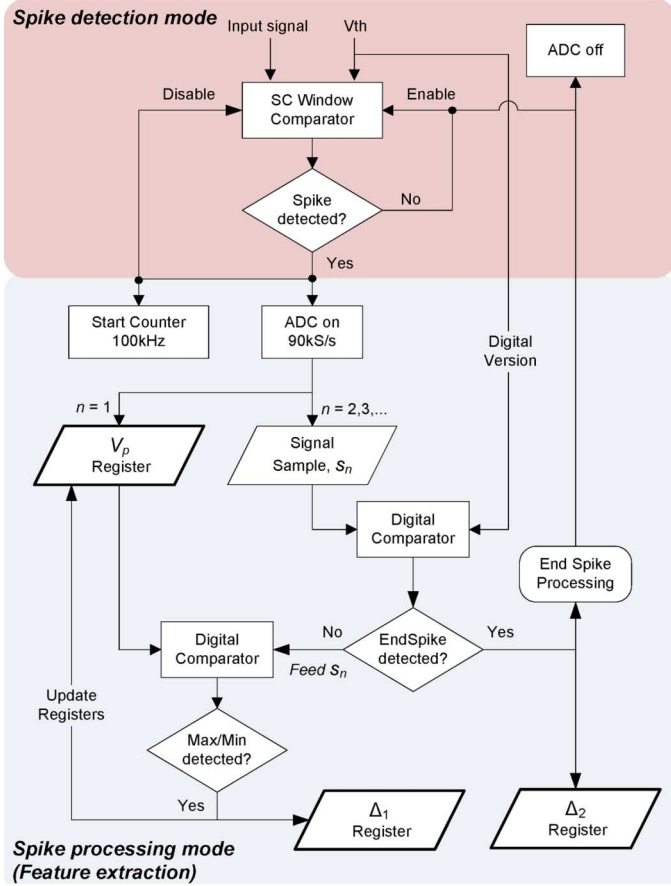 Spike detection mode
Input signal
Vth
ADC off
Disable
SC Window
Comparator
Enable
Spike
detected?
No
Yes
Start Counter
100kHz
ADC on
90kS/s
Digital
Version
n = 1
n = 2,3,...
Vp
Register
Signal
Sample, sn
Digital
Comparator
End Spike
Processing
Digital
Comparator
No
Feed sn
EndSpike
detected?
Yes
Update
Registers
Max/Min
detected?
Yes
Δ1
Register
Δ2
Register
Spike processing mode
(Feature extraction)